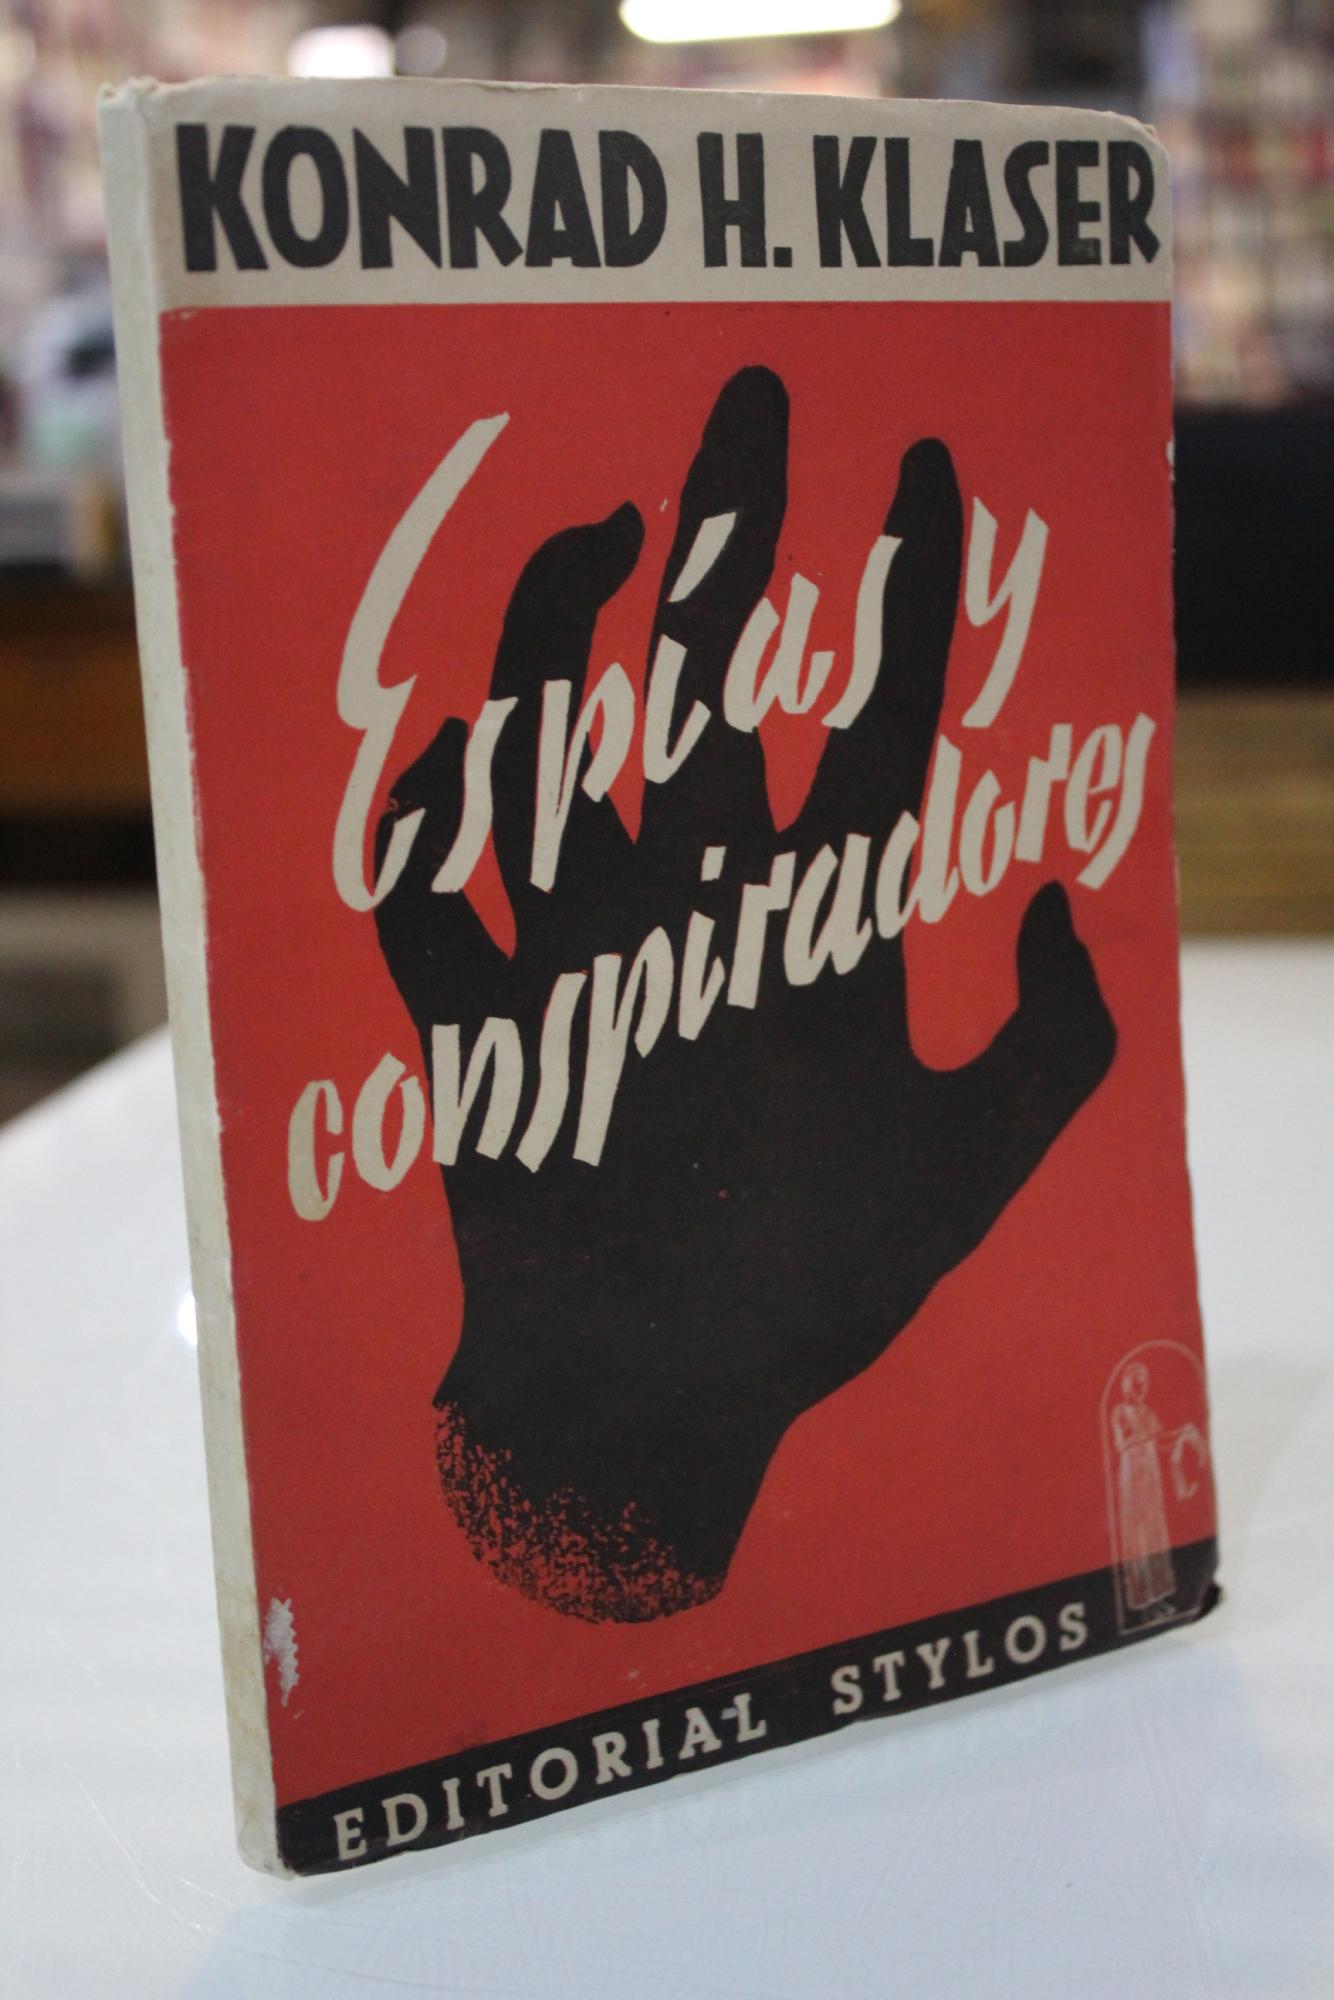 KONRAD H. KLASER
Espías y
conspiradores
EDITORIAL STYLOS